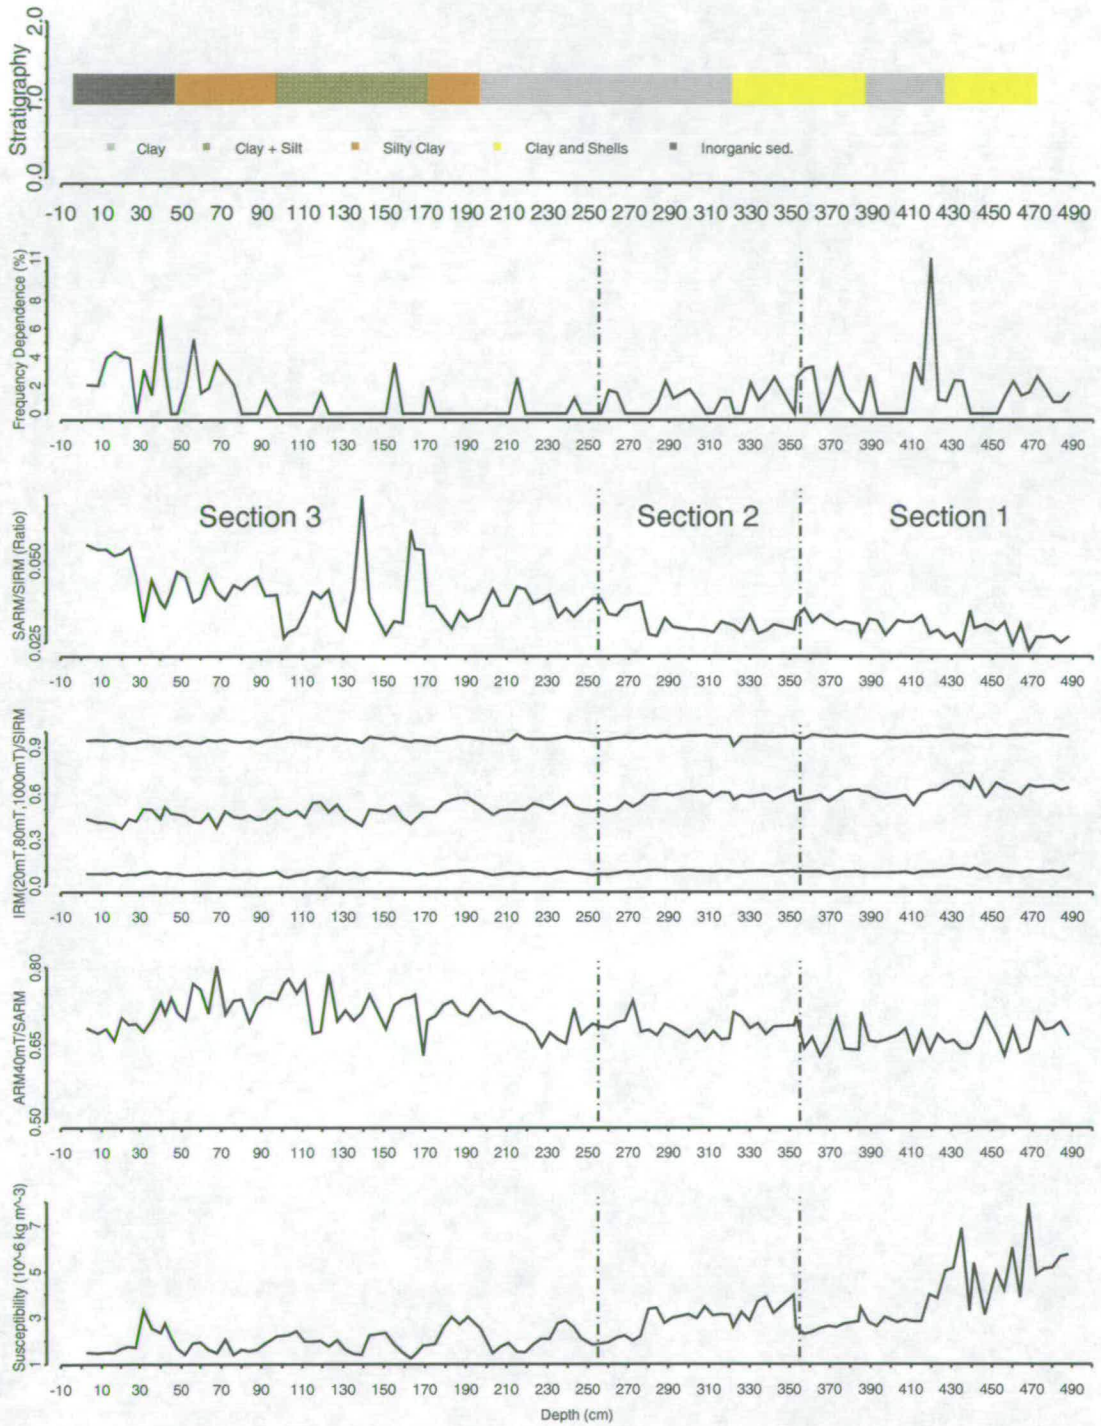 Stratigraphy
0.0 1.0 2.0
Clay Clay + Silt Silty Clay Clay and Shells Inorganic sed.
-10 10 30 50 70 90 110 130 150 170 190 210 230 250 270 290 310 330 350 370 390 410 430 450 470 490
Frequency Dependence (%)
0 2 4 6 8 11
-10 10 30 50 70 90 110 130 150 170 190 210 230 250 270 290 310 330 350 370 390 410 430 450 470 490
SARM/SIRM (Ratio)
0.025 0.050
Section 3 Section 2 Section 1
-10 10 30 50 70 90 110 130 150 170 190 210 230 250 270 290 310 330 350 370 390 410 430 450 470 490
IRM(20mT,80mT,1000mT)/SIRM
0.0 0.3 0.6 0.9
-10 10 30 50 70 90 110 130 150 170 190 210 230 250 270 290 310 330 350 370 390 410 430 450 470 490
ARM40mT/SARM
0.50 0.65 0.80
-10 10 30 50 70 90 110 130 150 170 190 210 230 250 270 290 310 330 350 370 390 410 430 450 470 490
Susceptibility (10^-6 kg m^-3)
1 3 5 7
-10 10 30 50 70 90 110 130 150 170 190 210 230 250 270 290 310 330 350 370 390 410 430 450 470 490
Depth (cm)